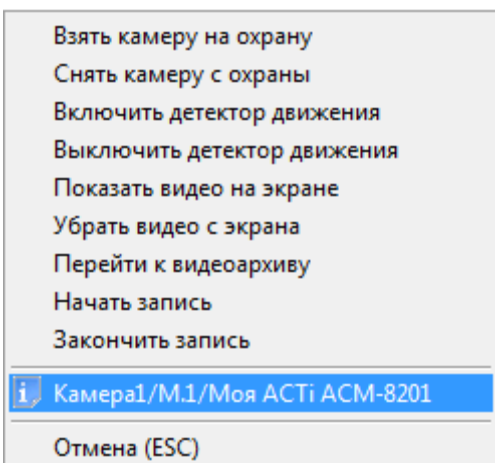 Взять камеру на охрану
Снять камеру с охраны
Включить детектор движения
Выключить детектор движения
Показать видео на экране
Убрать видео с экрана
Перейти к видеоархиву
Начать запись
Закончить запись
Камера1/М.1/Моя ACTi ACM-8201
Отмена (ESC)